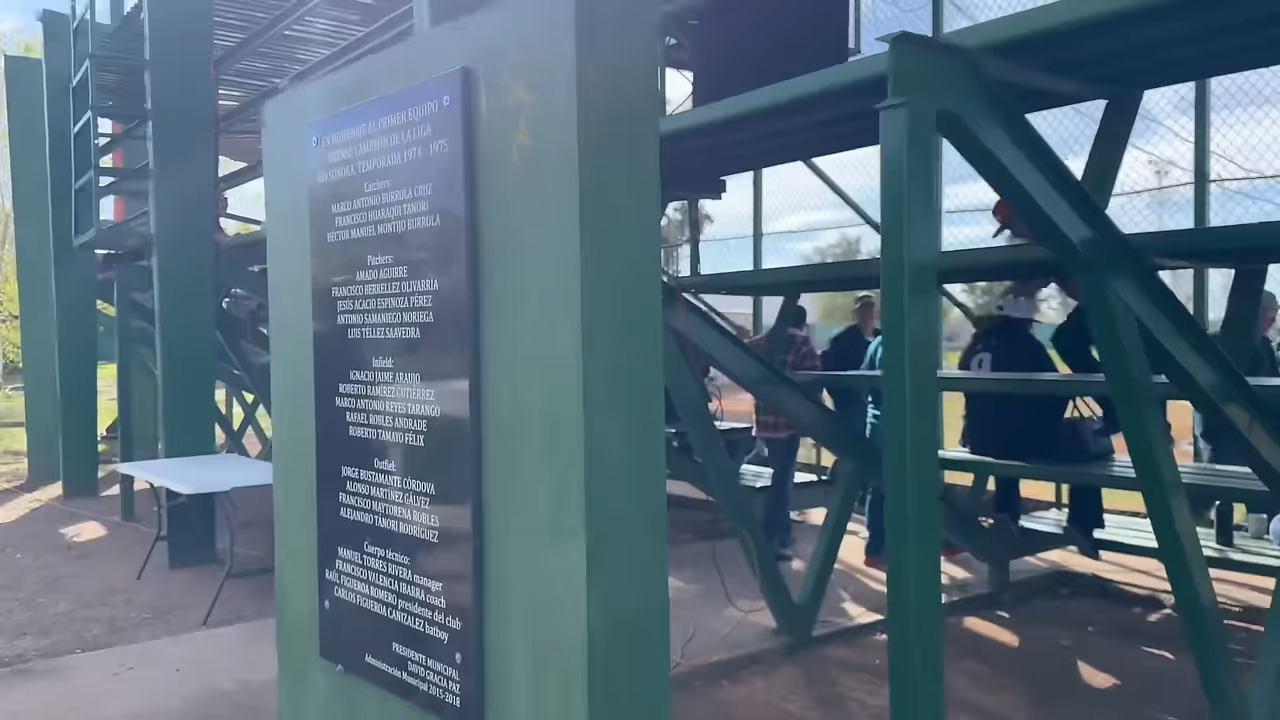 EN HOMENAJE AL PRIMER EQUIPO
CAMPEÓN DE LA LIGA
SONORA, TEMPORADA 1974 - 1975
Catchers:
MARCO ANTONIO BURROLA CRUZ
FRANCISCO HUARAQUI TANORI
HÉCTOR MANUEL MONTIJO BURROLA
Pitchers:
AMADO AGUIRRE
FRANCISCO BERRELLEZ OLIVARRÍA
JESÚS ACACIO ESPINOZA PÉREZ
ANTONIO SAMANIEGO NORIEGA
LUIS TÉLLEZ SAAVEDRA
Infield:
IGNACIO JAIME ARAUJO
ROBERTO RAMÍREZ GUTIÉRREZ
MARCO ANTONIO REYES TARANGO
RAFAEL ROBLES ANDRADE
ROBERTO TAMAYO FÉLIX
Outfiel:
JORGE BUSTAMANTE CÓRDOVA
ALONSO MARTÍNEZ GÁLVEZ
FRANCISCO MAYTORENA ROBLES
ALEJANDRO TÁNORI RODRÍGUEZ
Cuerpo técnico:
MANUEL TORRES RIVERA manager
FRANCISCO VALENCIA IBARRA coach
RAÚL FIGUEROA ROMERO presidente del club
CARLOS FIGUEROA CANIZALEZ batboy
PRESIDENTE MUNICIPAL
DAVID GRACIA PAZ
Administración Municipal 2015-2018
9